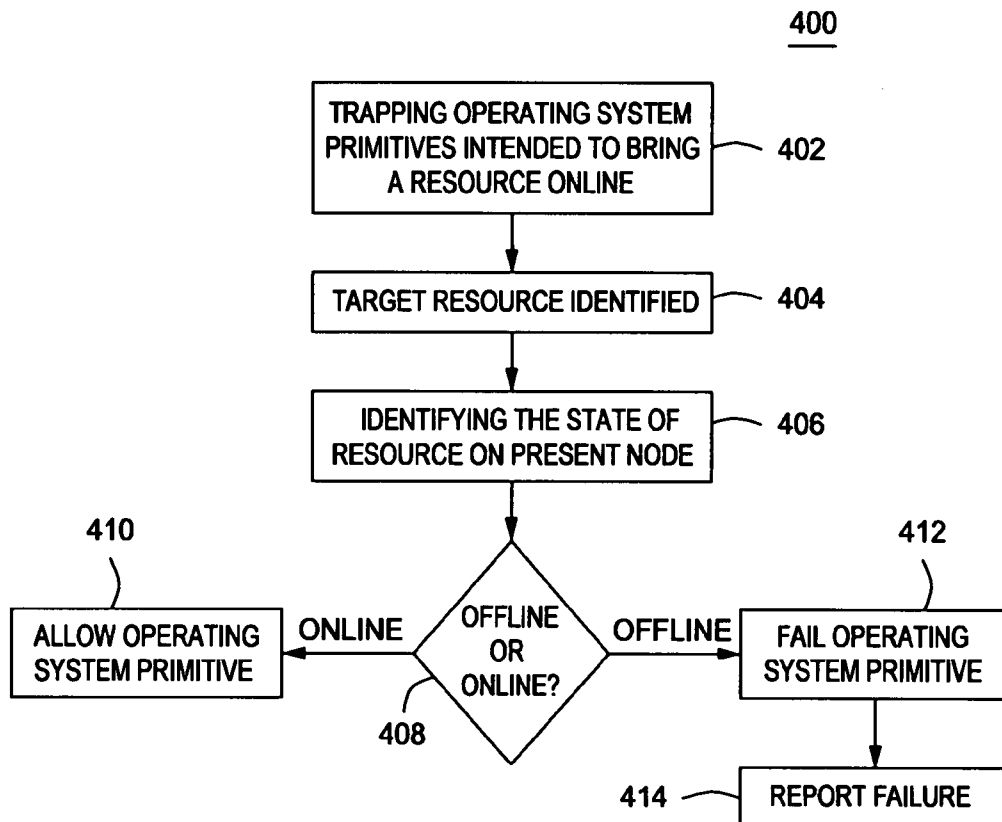 400
TRAPPING OPERATING SYSTEM
PRIMITIVES INTENDED TO BRING
A RESOURCE ONLINE
402
TARGET RESOURCE IDENTIFIED
404
IDENTIFYING THE STATE OF
RESOURCE ON PRESENT NODE
406
410
412
ALLOW OPERATING
SYSTEM PRIMITIVE
ONLINE
OFFLINE
OR
ONLINE?
OFFLINE
FAIL OPERATING
SYSTEM PRIMITIVE
408
414
REPORT FAILURE